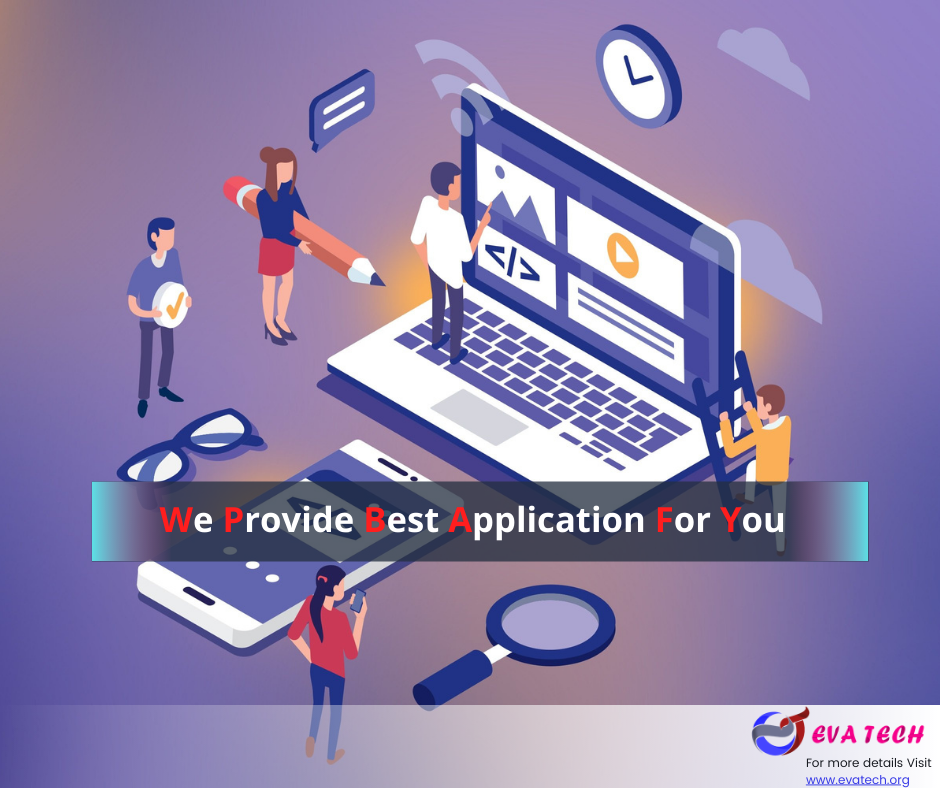 </>
We Provide Best Application For You
EVA TECH
For more details Visit
www.evatech.org